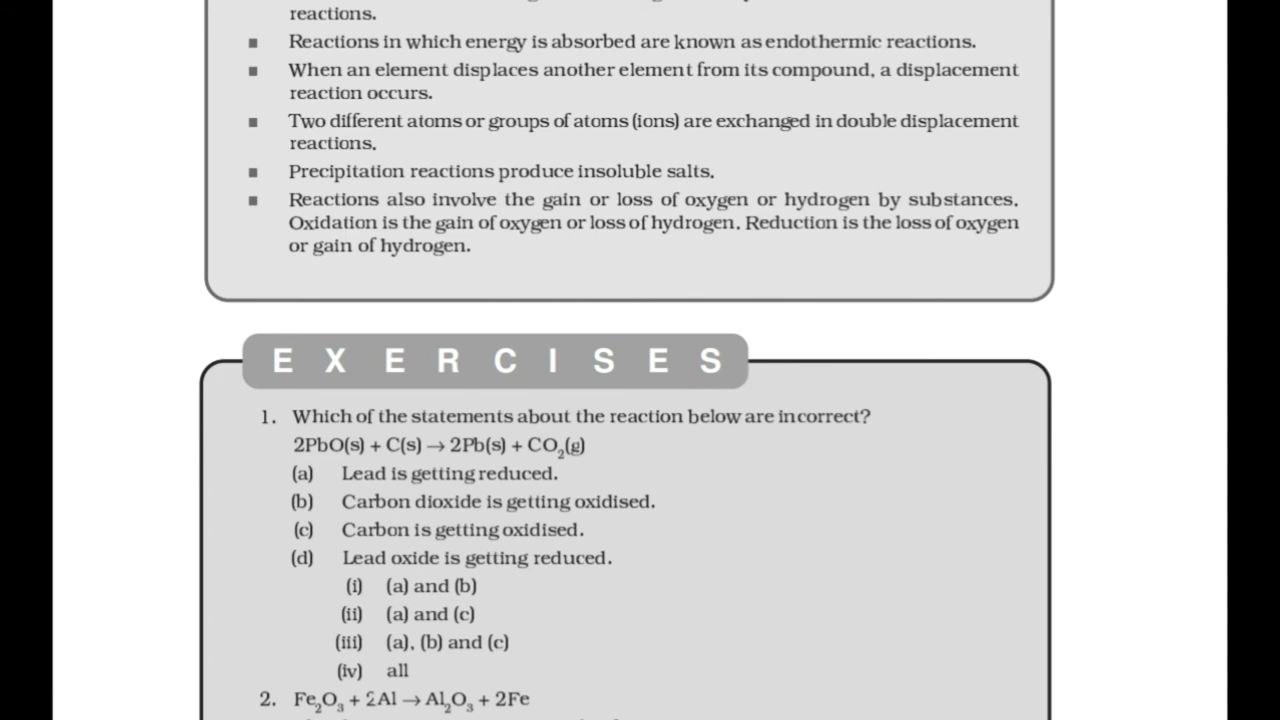 reactions.
■ Reactions in which energy is absorbed are known as endothermic reactions.
■ When an element displaces another element from its compound, a displacement
reaction occurs.
■ Two different atoms or groups of atoms (ions) are exchanged in double displacement
reactions.
■ Precipitation reactions produce insoluble salts.
■ Reactions also involve the gain or loss of oxygen or hydrogen by substances.
Oxidation is the gain of oxygen or loss of hydrogen. Reduction is the loss of oxygen
or gain of hydrogen.
E X E R C I S E S
1. Which of the statements about the reaction below are incorrect?
2PbO(s) + C(s) → 2Pb(s) + CO₂(g)
(a) Lead is getting reduced.
(b) Carbon dioxide is getting oxidised.
(c) Carbon is getting oxidised.
(d) Lead oxide is getting reduced.
(i) (a) and (b)
(ii) (a) and (c)
(iii) (a), (b) and (c)
(iv) all
2. Fe₂O₃ + 2Al → Al₂O₃ + 2Fe